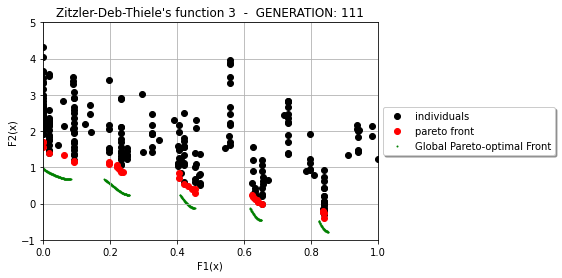 Zitzler-Deb-Thiele's function 3 - GENERATION: 111
5
4
3
2
1
0
−1
F2(x)
0.0 0.2 0.4 0.6 0.8 1.0
F1(x)
individuals
pareto front
Global Pareto-optimal Front